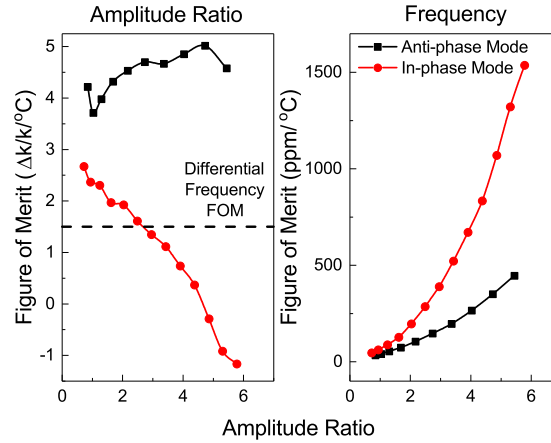 Amplitude Ratio
Frequency
Figure of Merit (Δk/k/°C)
5
4
3
2
1
0
-1
Differential
Frequency
FOM
0 2 4 6 8
Figure of Merit (ppm/°C)
1500
1000
500
0
Anti-phase Mode
In-phase Mode
0 2 4 6 8
Amplitude Ratio